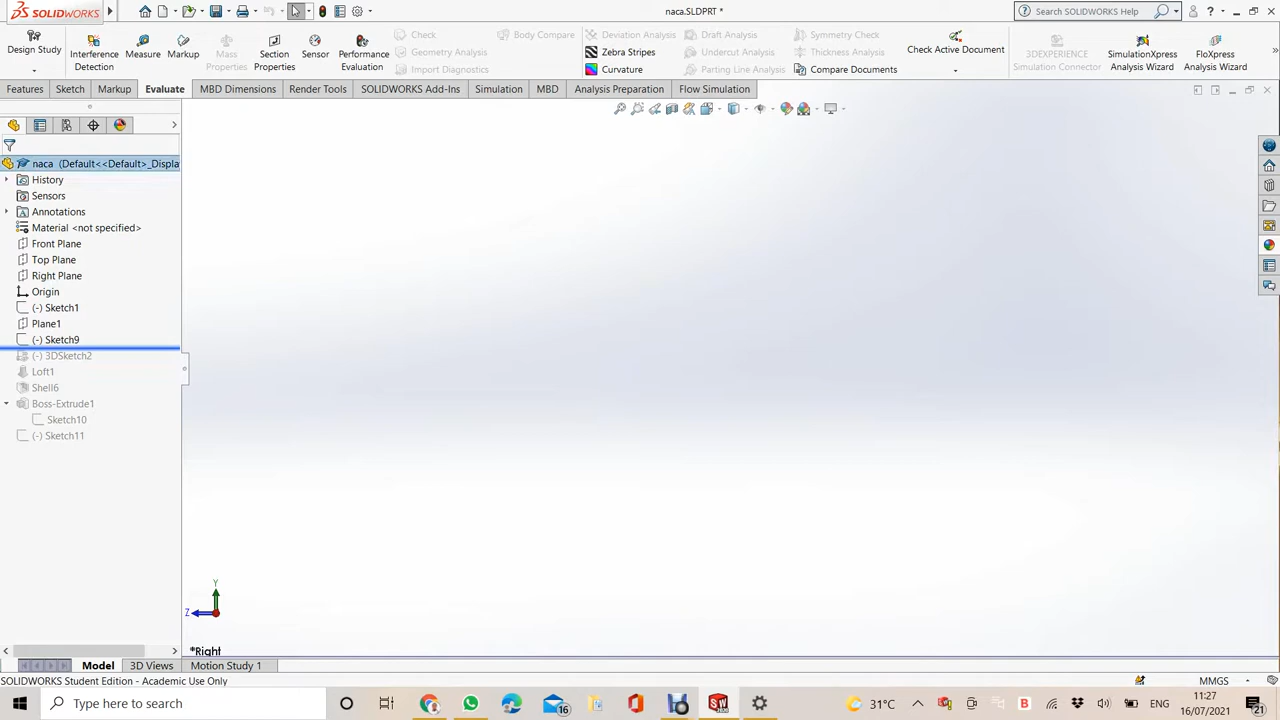 SOLIDWORKS
naca.SLDPRT *
Search SOLIDWORKS Help
?
Design Study
Interference Detection
Measure
Markup
Mass Properties
Section Properties
Sensor
Performance Evaluation
Check
Geometry Analysis
Import Diagnostics
Body Compare
Deviation Analysis
Zebra Stripes
Curvature
Draft Analysis
Undercut Analysis
Parting Line Analysis
Symmetry Check
Thickness Analysis
Compare Documents
Check Active Document
3DEXPERIENCE Simulation Connector
SimulationXpress Analysis Wizard
FloXpress Analysis Wizard
Features
Sketch
Markup
Evaluate
MBD Dimensions
Render Tools
SOLIDWORKS Add-Ins
Simulation
MBD
Analysis Preparation
Flow Simulation
naca (Default<<Default>_Displa
History
Sensors
Annotations
Material <not specified>
Front Plane
Top Plane
Right Plane
Origin
(-) Sketch1
Plane1
(-) Sketch9
(-) 3DSketch2
Loft1
Shell6
Boss-Extrude1
Sketch10
(-) Sketch11
Y
Z
*Right
Model
3D Views
Motion Study 1
SOLIDWORKS Student Edition - Academic Use Only
MMGS
Type here to search
16
31°C
ENG
11:27
16/07/2021
21